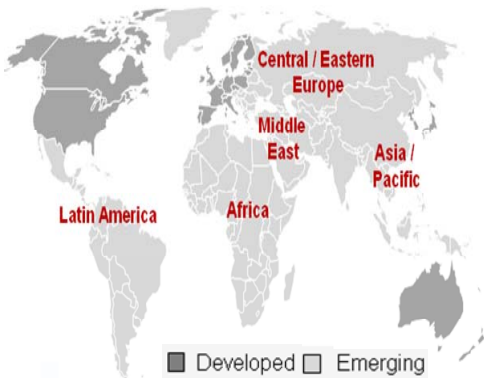 Central / Eastern
Europe
Middle
East
Asia /
Pacific
Latin America
Africa
Developed
Emerging